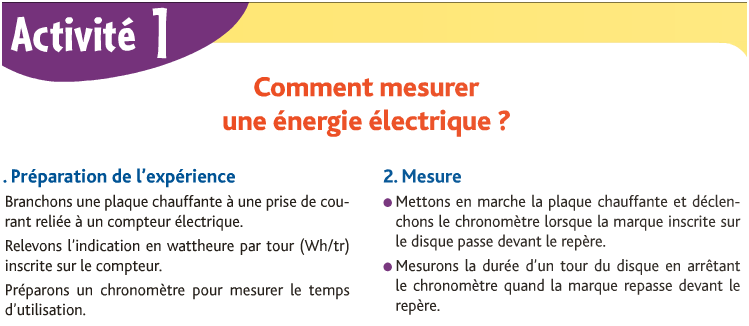 Activité 1
Comment mesurer
une énergie électrique ?
. Préparation de l'expérience
Branchons une plaque chauffante à une prise de cou-
rant reliée à un compteur électrique.
Relevons l'indication en wattheure par tour (Wh/tr)
inscrite sur le compteur.
Préparons un chronomètre pour mesurer le temps
d'utilisation.
2. Mesure
● Mettons en marche la plaque chauffante et déclen-
chons le chronomètre lorsque la marque inscrite sur
le disque passe devant le repère.
● Mesurons la durée d'un tour du disque en arrêtant
le chronomètre quand la marque repasse devant le
repère.